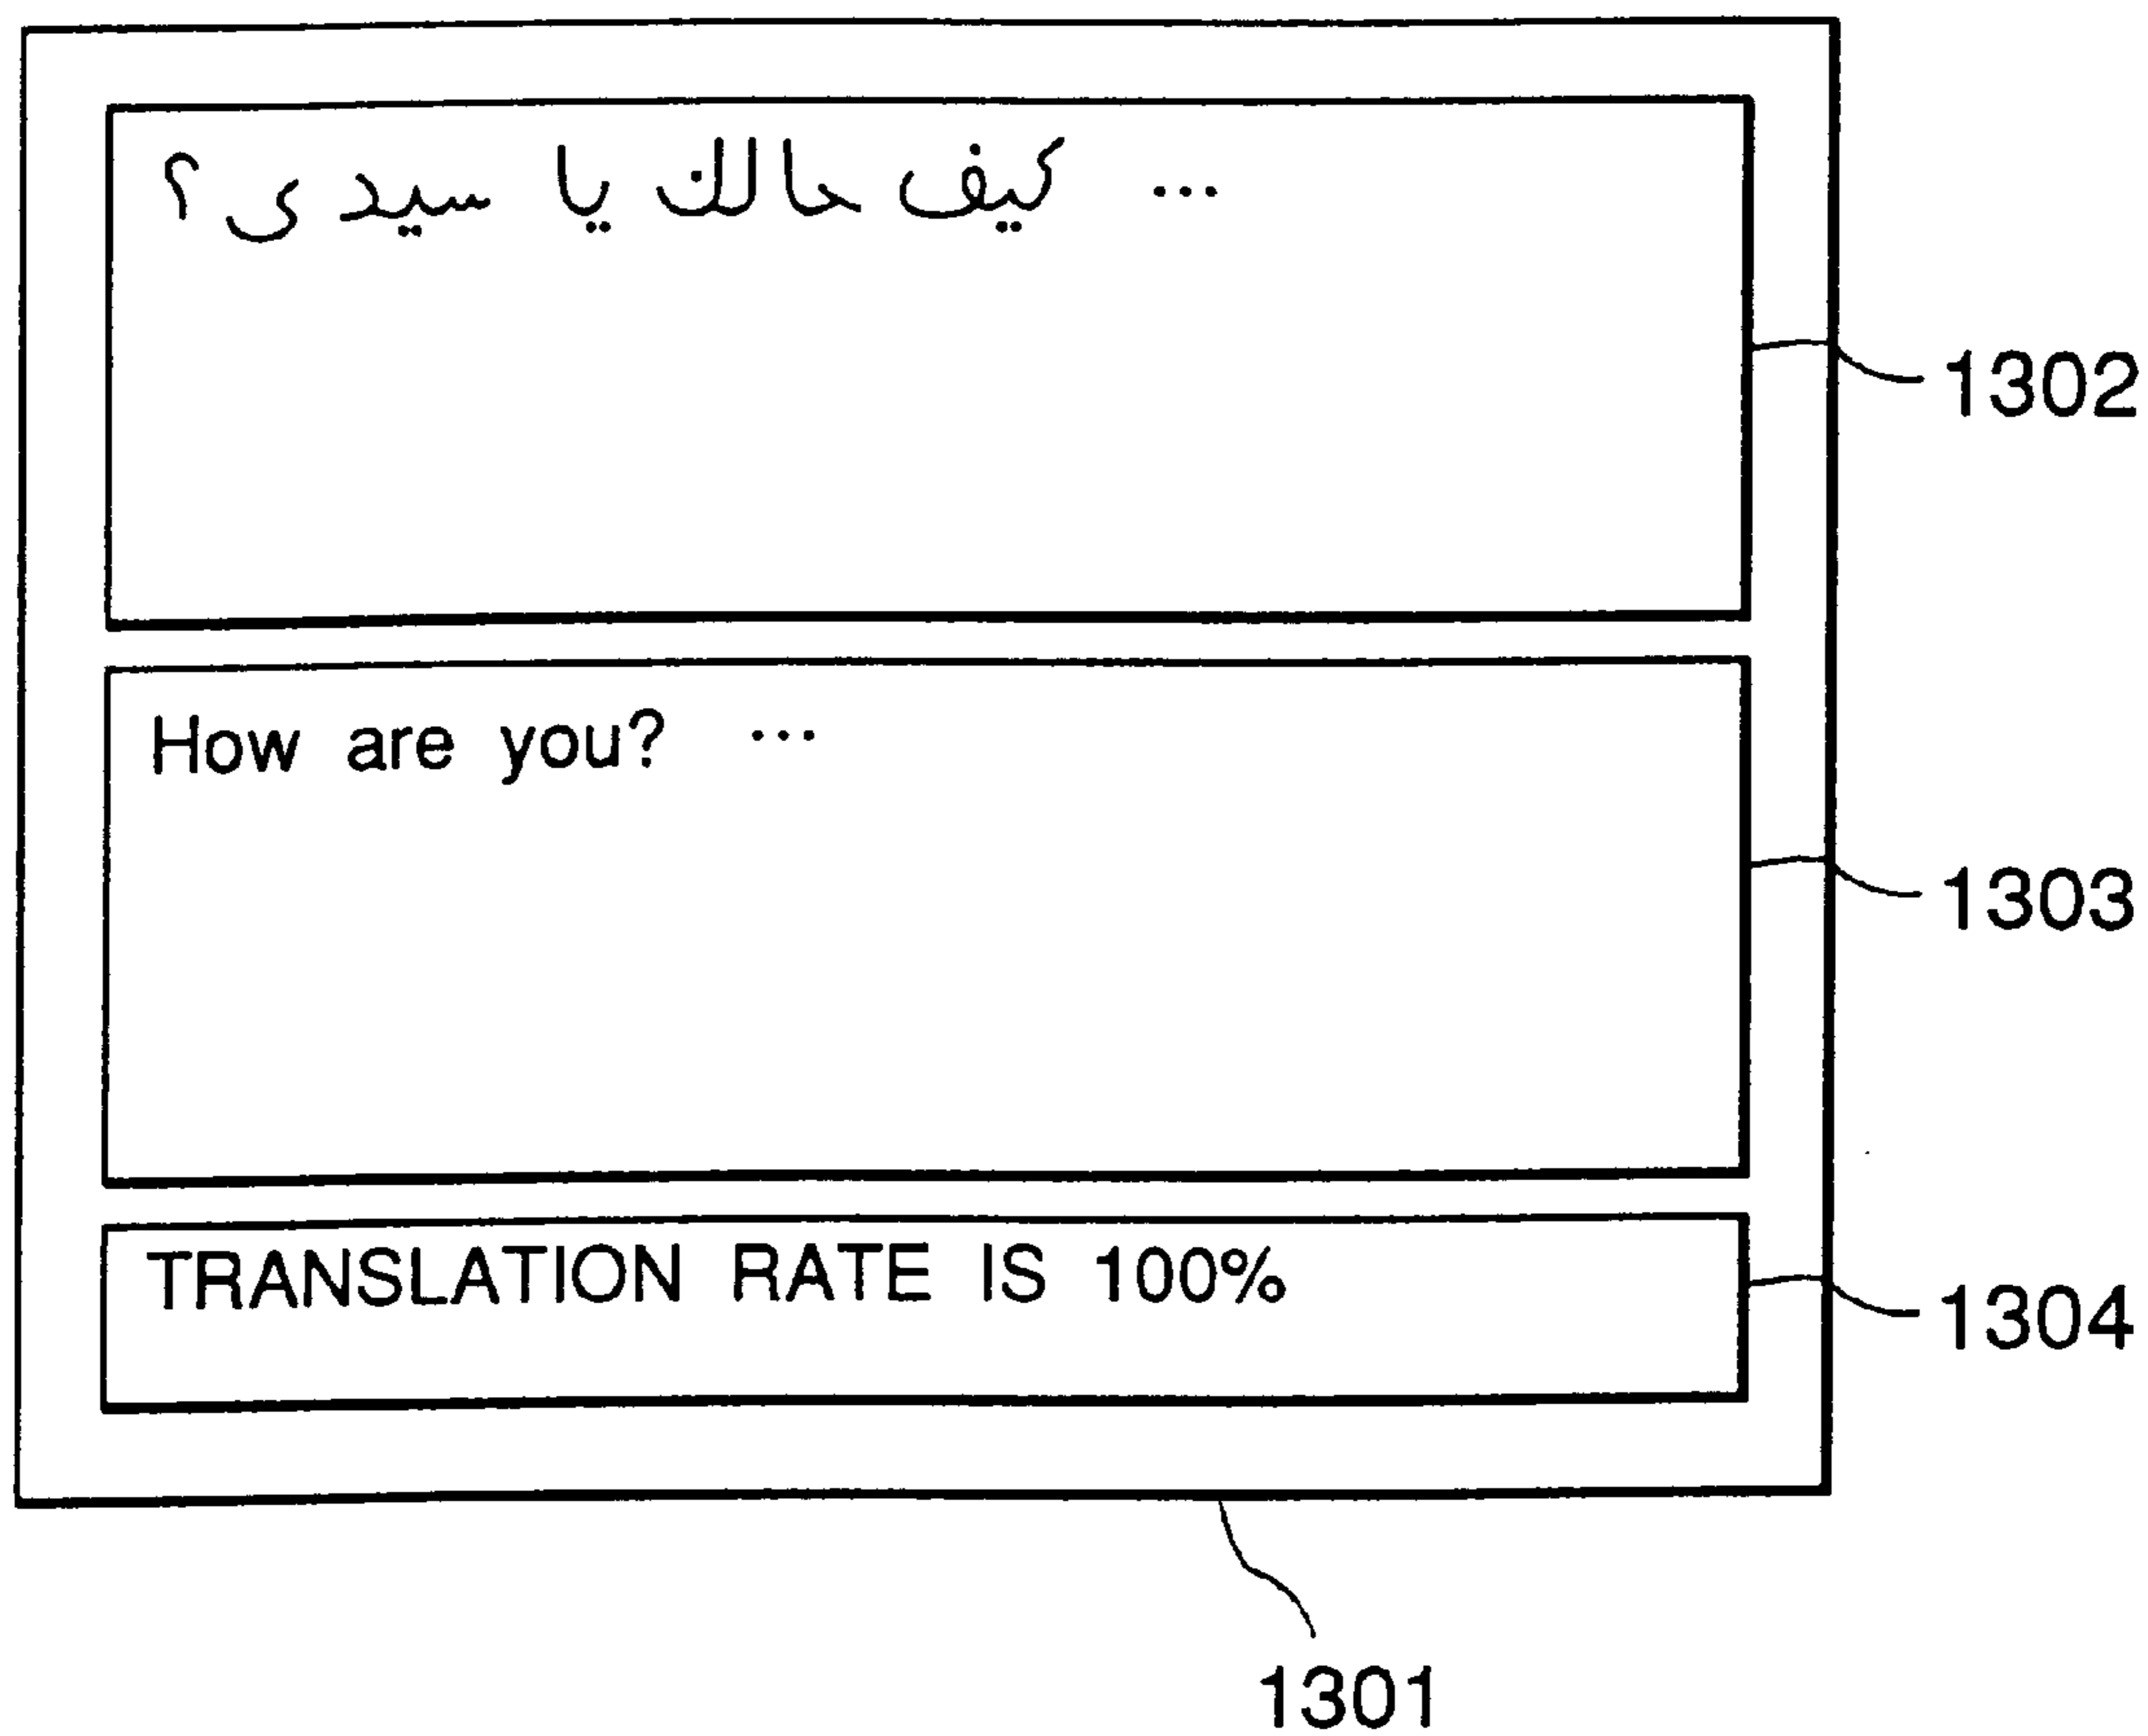 ... كيف حالك يا سيدى ؟
1302
How are you? ...
1303
TRANSLATION RATE IS 100%
1304
1301